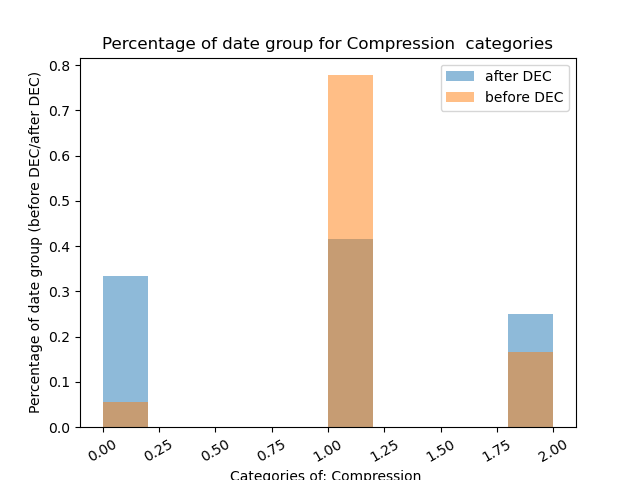 Percentage of date group for Compression  categories
Percentage of date group (before DEC/after DEC)
0.8
0.7
0.6
0.5
0.4
0.3
0.2
0.1
0.0
after DEC
before DEC
0.00 0.25 0.50 0.75 1.00 1.25 1.50 1.75 2.00
Categories of: Compression